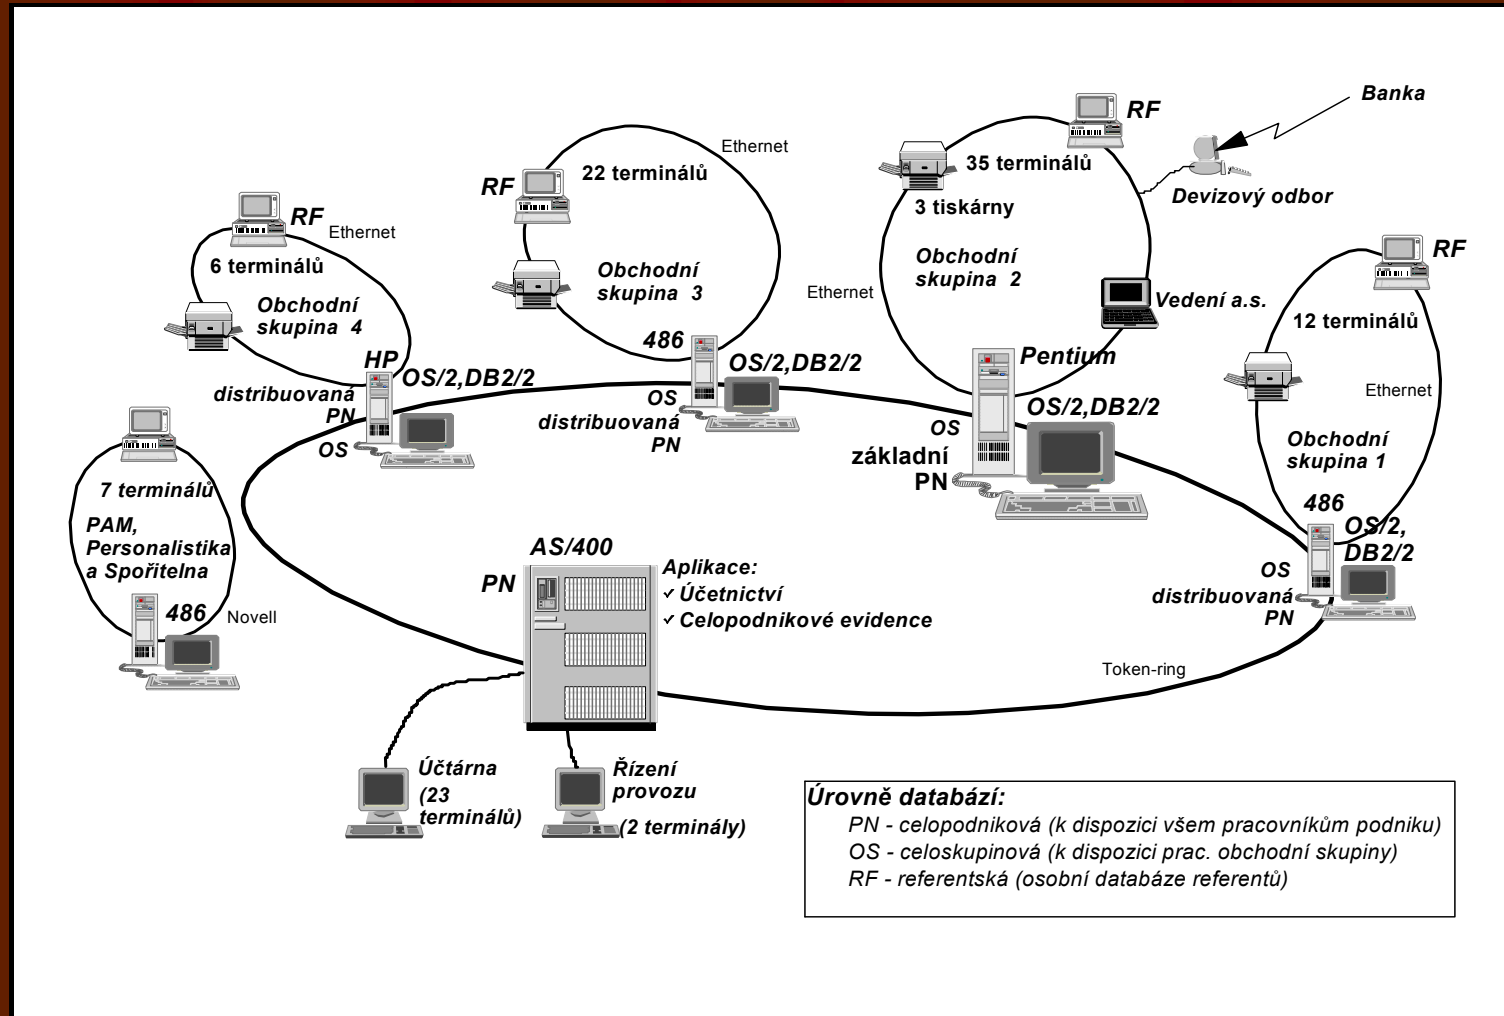 Banka
RF
35 terminálů
3 tiskárny
Devizový odbor
Obchodní
skupina 2
Ethernet
Vedení a.s.
Pentium
OS/2,DB2/2
OS
základní
PN
Ethernet
22 terminálů
RF
Obchodní
skupina 3
486
OS/2,DB2/2
OS
distribuovaná
PN
RF
Ethernet
6 terminálů
Obchodní
skupina 4
HP
OS/2,DB2/2
distribuovaná
PN
OS
RF
12 terminálů
Ethernet
Obchodní
skupina 1
486
OS/2,
DB2/2
OS
distribuovaná
PN
7 terminálů
PAM,
Personalistika
a Spořitelna
486
Novell
AS/400
PN
Aplikace:
✓ Účetnictví
✓ Celopodnikové evidence
Token-ring
Účtárna
(23
terminálů)
Řízení
provozu
(2 terminály)
Úrovně databází:
PN - celopodniková (k dispozici všem pracovníkům podniku)
OS - celoskupinová (k dispozici prac. obchodní skupiny)
RF - referentská (osobní databáze referentů)